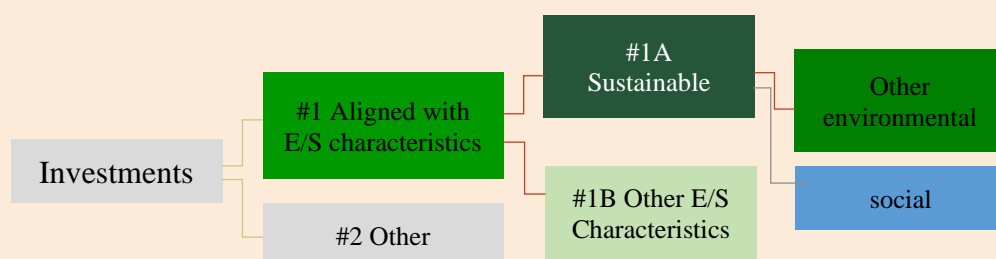 Investments
#1 Aligned with
E/S characteristics
#2 Other
#1A
Sustainable
#1B Other E/S
Characteristics
Other
environmental
social